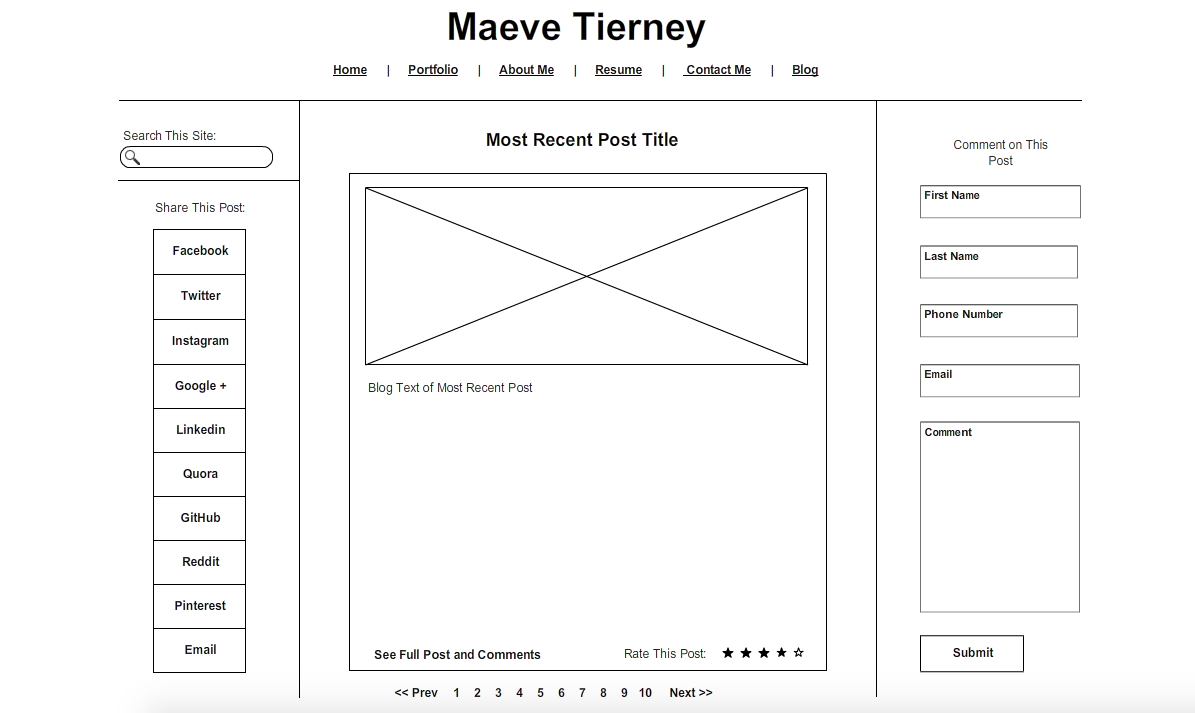 Maeve Tierney
Home | Portfolio | About Me | Resume | Contact Me | Blog
Search This Site:
Share This Post:
Facebook
Twitter
Instagram
Google +
Linkedin
Quora
GitHub
Reddit
Pinterest
Email
Most Recent Post Title
Blog Text of Most Recent Post
See Full Post and Comments
Rate This Post:
<< Prev 1 2 3 4 5 6 7 8 9 10 Next >>
Comment on This
Post
First Name
Last Name
Phone Number
Email
Comment
Submit